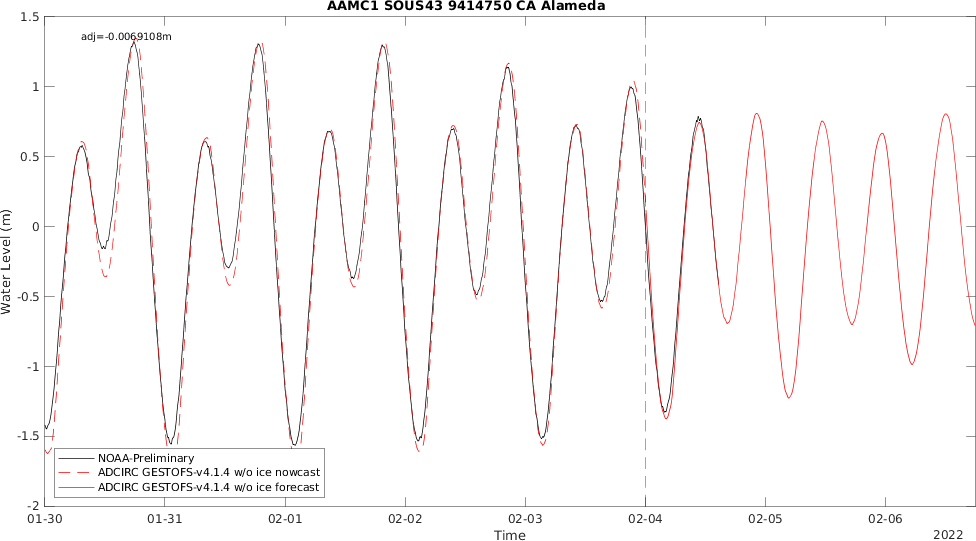 AAMC1 SOUS43 9414750 CA Alameda
adj=-0.0069108m
1.5
1
0.5
0
-0.5
-1
-1.5
-2
Water Level (m)
NOAA-Preliminary
ADCIRC GESTOFS-v4.1.4 w/o ice nowcast
ADCIRC GESTOFS-v4.1.4 w/o ice forecast
01-30 01-31 02-01 02-02 02-03 02-04 02-05 02-06
Time
2022